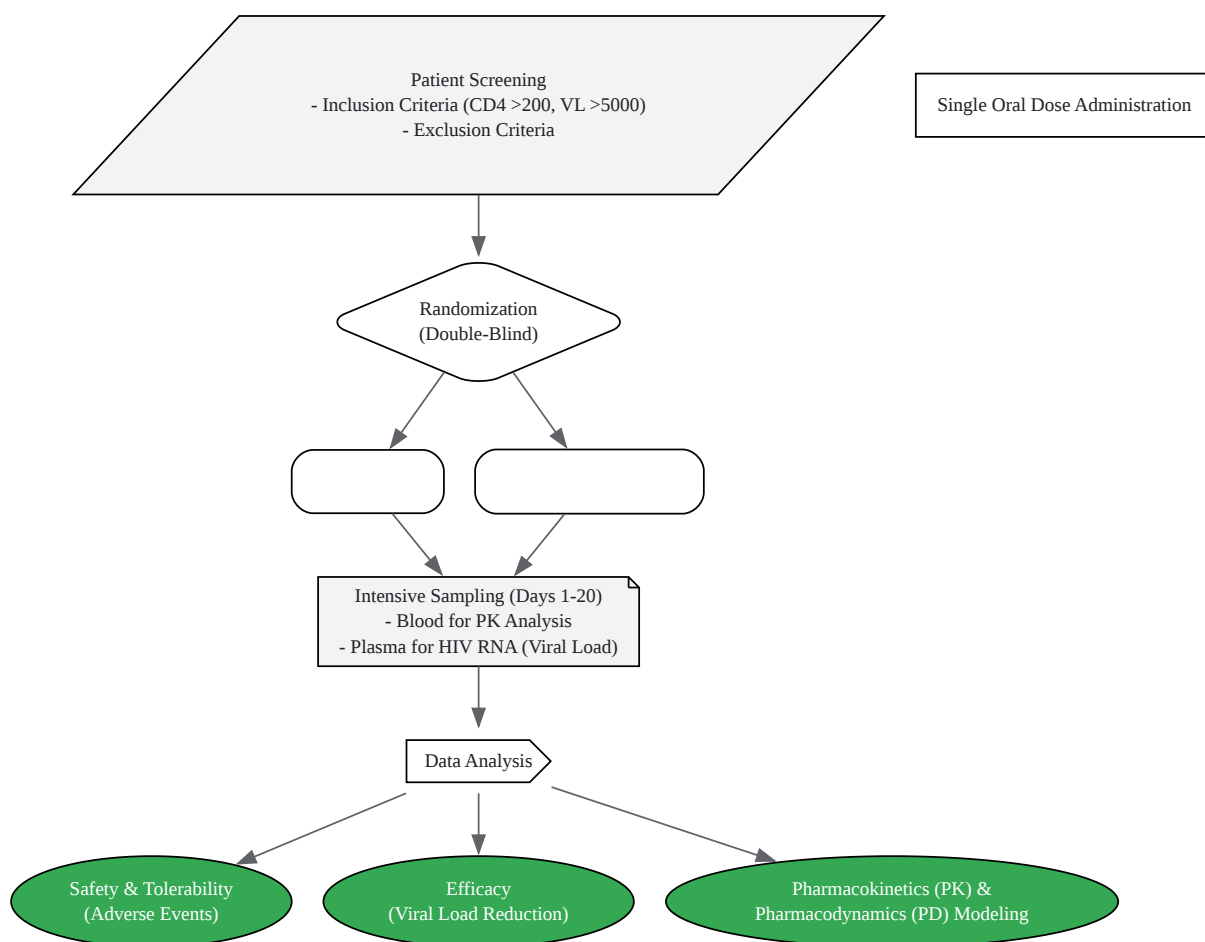 Patient Screening
- Inclusion Criteria (CD4 >200, VL >5000)
- Exclusion Criteria
Single Oral Dose Administration
Randomization
(Double-Blind)
Intensive Sampling (Days 1-20)
- Blood for PK Analysis
- Plasma for HIV RNA (Viral Load)
Data Analysis
Safety & Tolerability
(Adverse Events)
Efficacy
(Viral Load Reduction)
Pharmacokinetics (PK) &
Pharmacodynamics (PD) Modeling